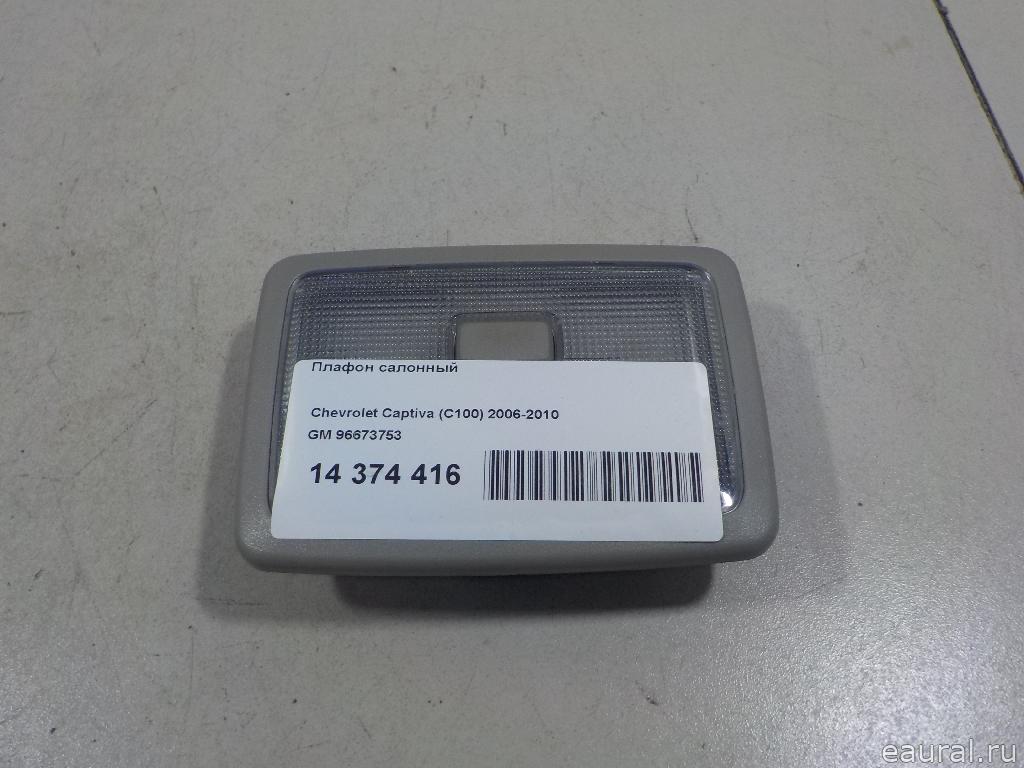 Плафон салонный
Chevrolet Captiva (C100) 2006-2010
GM 96673753
14 374 416
eaural.ru